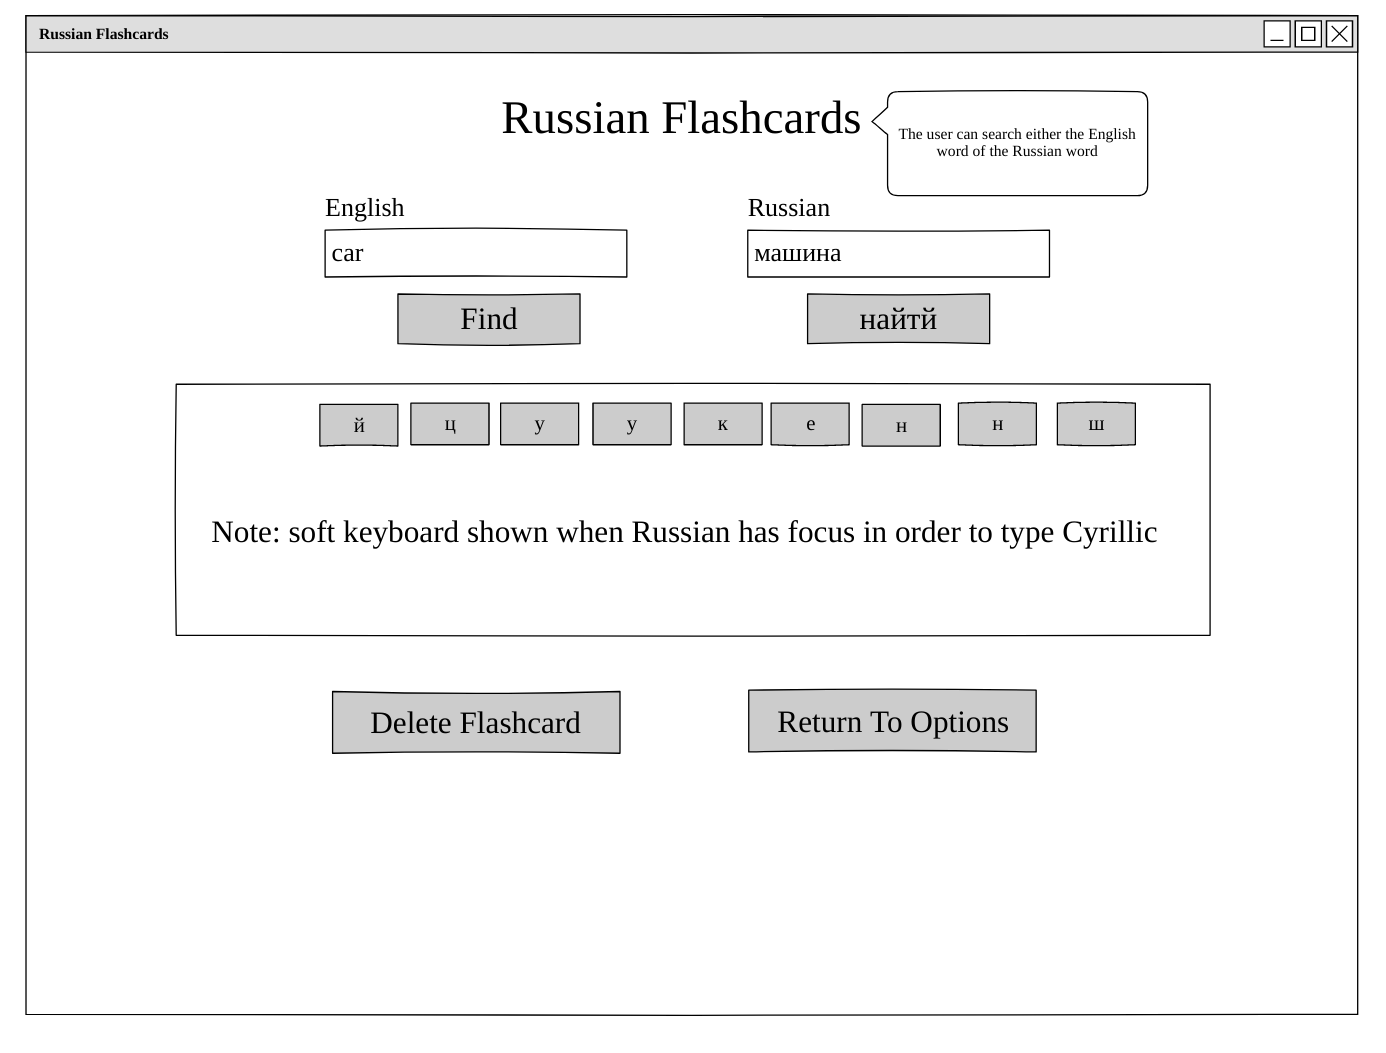 Russian Flashcards
Russian Flashcards
The user can search either the English
word of the Russian word
English
Russian
car
машина
Find
найтй
й ц у у к е н н ш
Note: soft keyboard shown when Russian has focus in order to type Cyrillic
Delete Flashcard
Return To Options